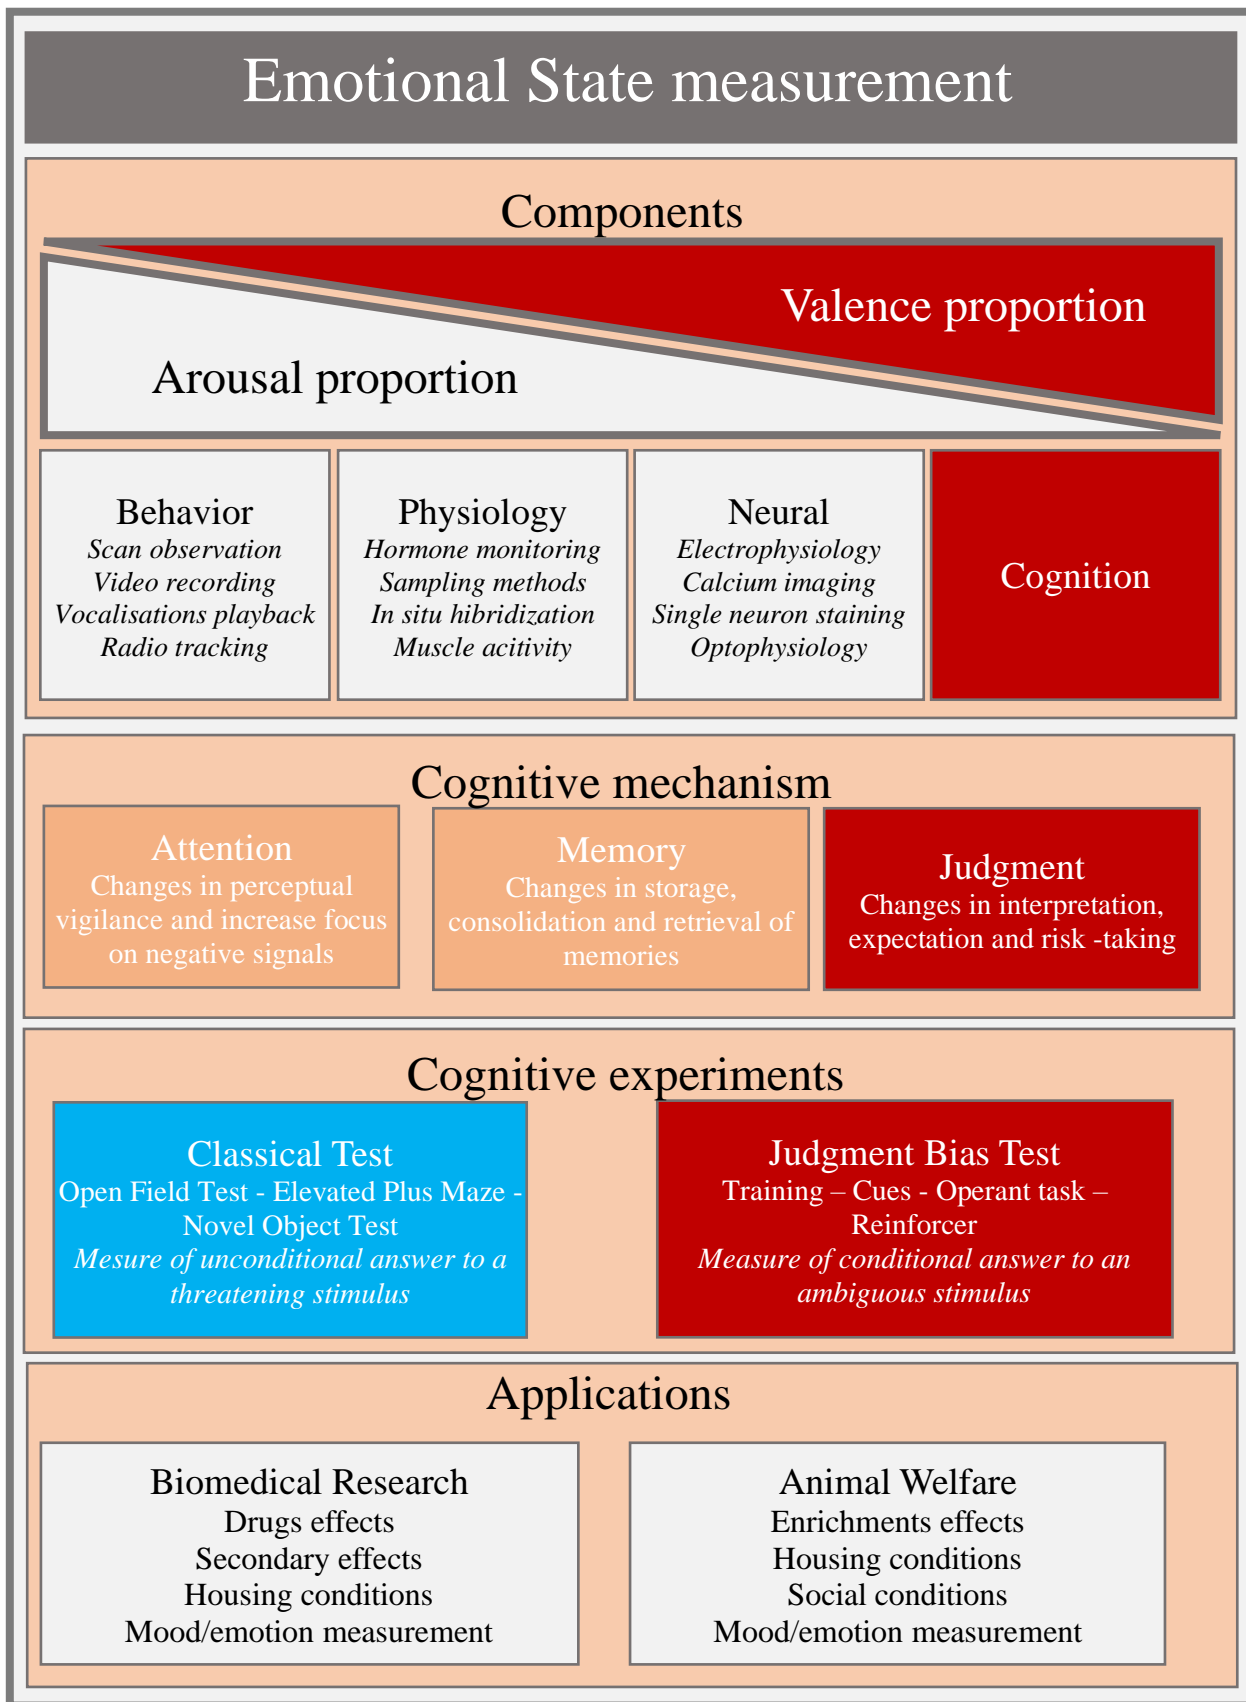 Emotional State measurement
Components
Valence proportion
Arousal proportion
Behavior
Scan observation
Video recording
Vocalisations playback
Radio tracking
Physiology
Hormone monitoring
Sampling methods
In situ hibridization
Muscle acitivity
Neural
Electrophysiology
Calcium imaging
Single neuron staining
Optophysiology
Cognition
Cognitive mechanism
Attention
Changes in perceptual
vigilance and increase focus
on negative signals
Memory
Changes in storage,
consolidation and retrieval of
memories
Judgment
Changes in interpretation,
expectation and risk -taking
Cognitive experiments
Classical Test
Open Field Test - Elevated Plus Maze -
Novel Object Test
Mesure of unconditional answer to a
threatening stimulus
Judgment Bias Test
Training – Cues - Operant task –
Reinforcer
Measure of conditional answer to an
ambiguous stimulus
Applications
Biomedical Research
Drugs effects
Secondary effects
Housing conditions
Mood/emotion measurement
Animal Welfare
Enrichments effects
Housing conditions
Social conditions
Mood/emotion measurement